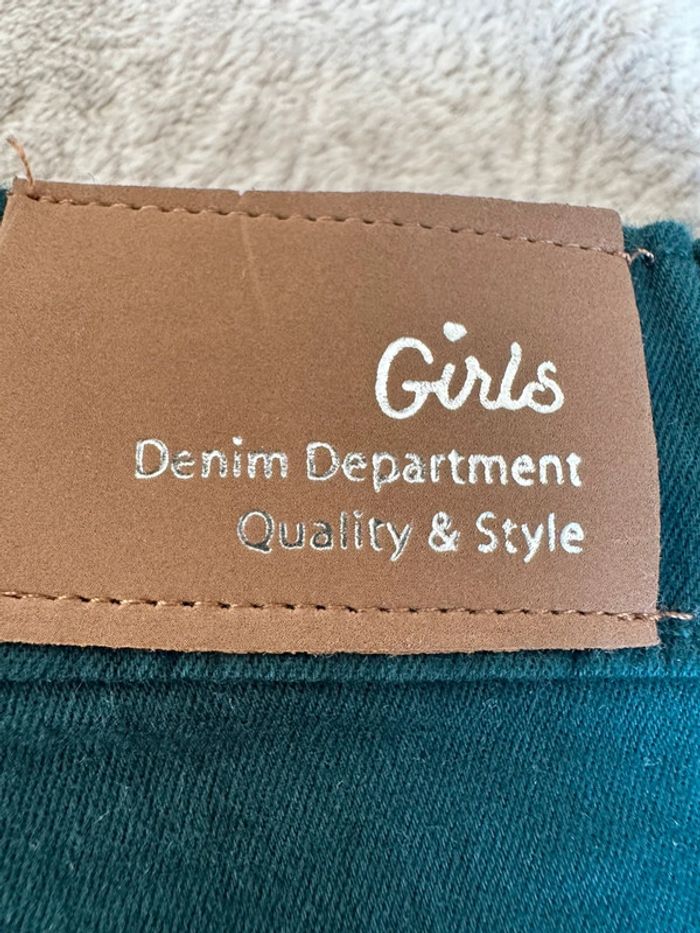 Girls
Denim Department
Quality & Style